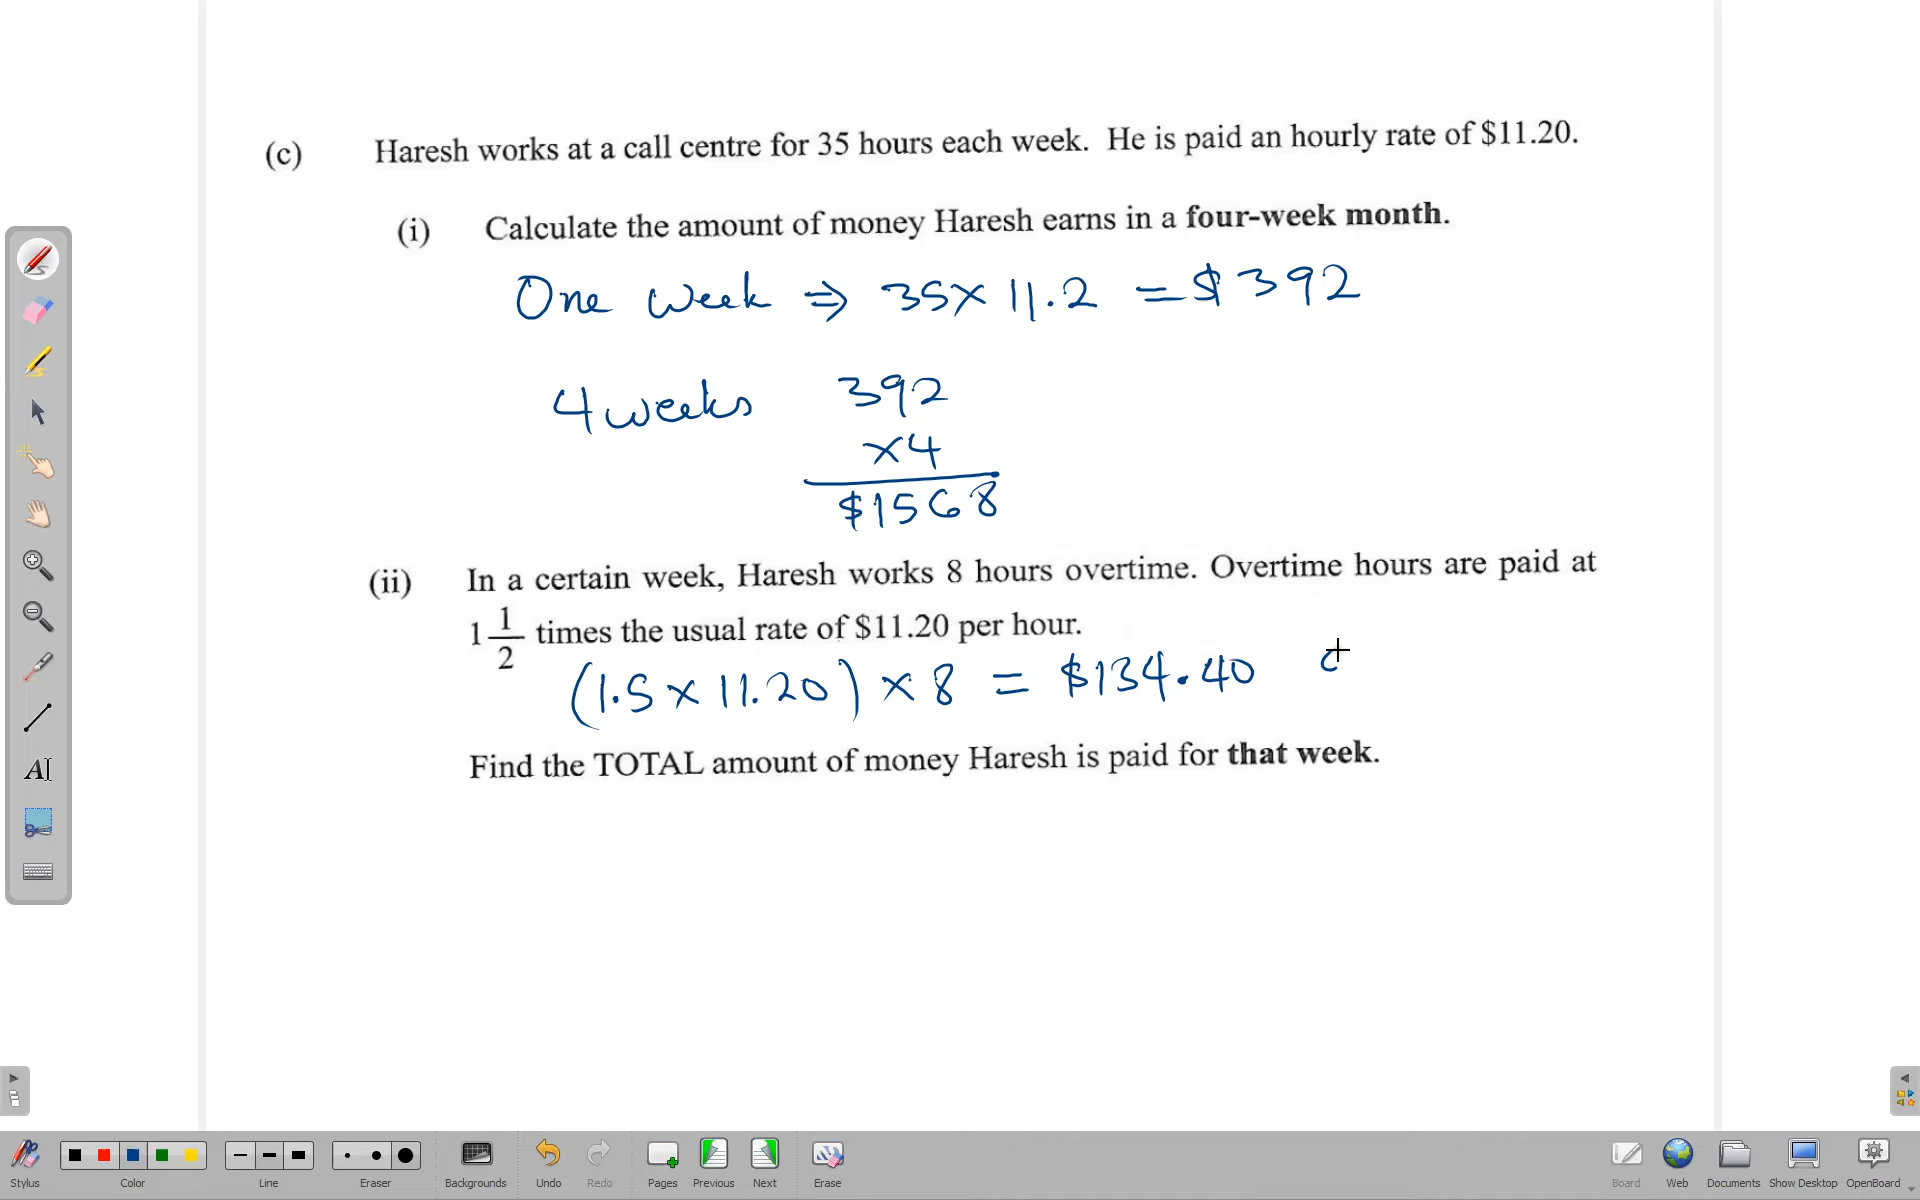 (c) Haresh works at a call centre for 35 hours each week. He is paid an hourly rate of $11.20.
(i) Calculate the amount of money Haresh earns in a four-week month.
One week ⇒ 35 × 11.2 = $392
4 weeks 392
×4
$1568
(ii) In a certain week, Haresh works 8 hours overtime. Overtime hours are paid at
1 1/2 times the usual rate of $11.20 per hour.
(1.5 × 11.20) × 8 = $134.40
Find the TOTAL amount of money Haresh is paid for that week.
Stylus Color Line Eraser Backgrounds Undo Redo Pages Previous Next Erase Board Web Documents Show Desktop OpenBoard